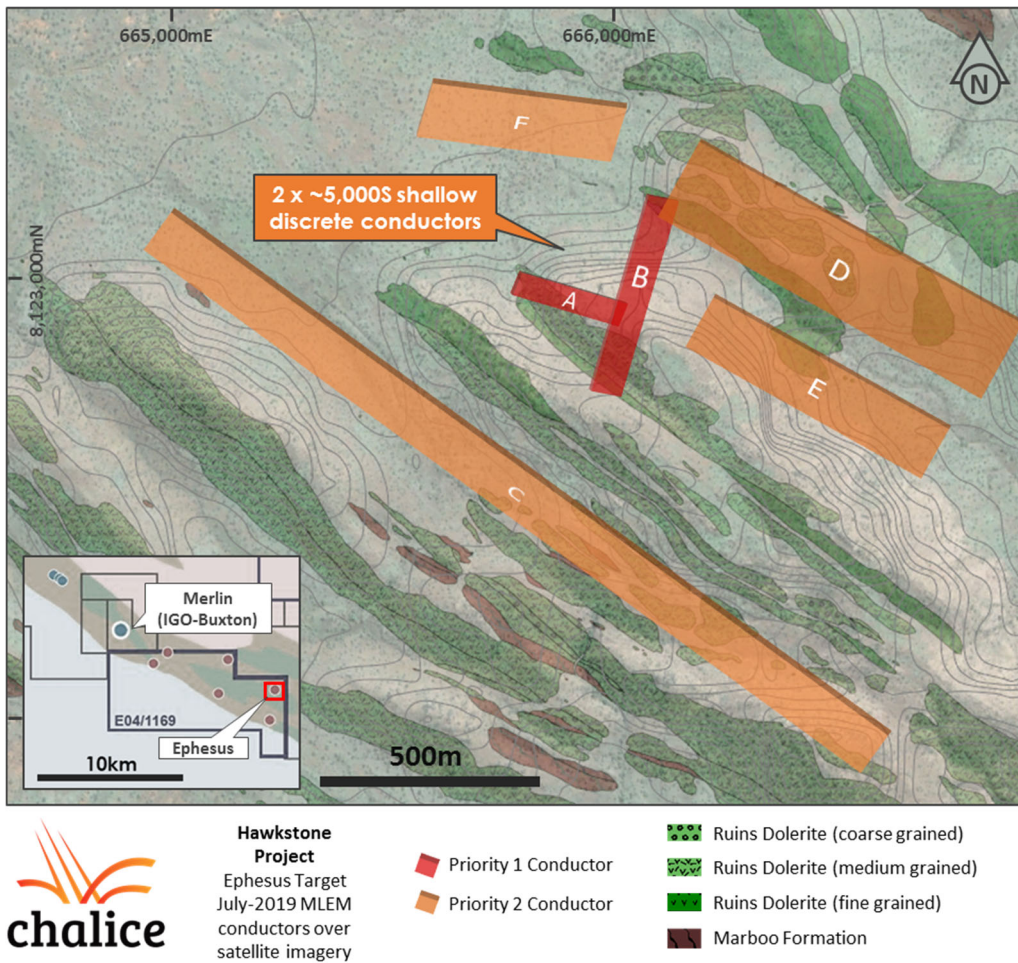 665,000mE
666,000mE
N
F
2 x ~5,000S shallow
discrete conductors
8,123,000mN
B
D
A
E
C
Merlin
(IGO-Buxton)
E04/1169
Ephesus
10km
500m
chalice
Hawkstone
Project
Ephesus Target
July-2019 MLEM
conductors over
satellite imagery
Priority 1 Conductor
Priority 2 Conductor
Ruins Dolerite (coarse grained)
Ruins Dolerite (medium grained)
Ruins Dolerite (fine grained)
Marboo Formation